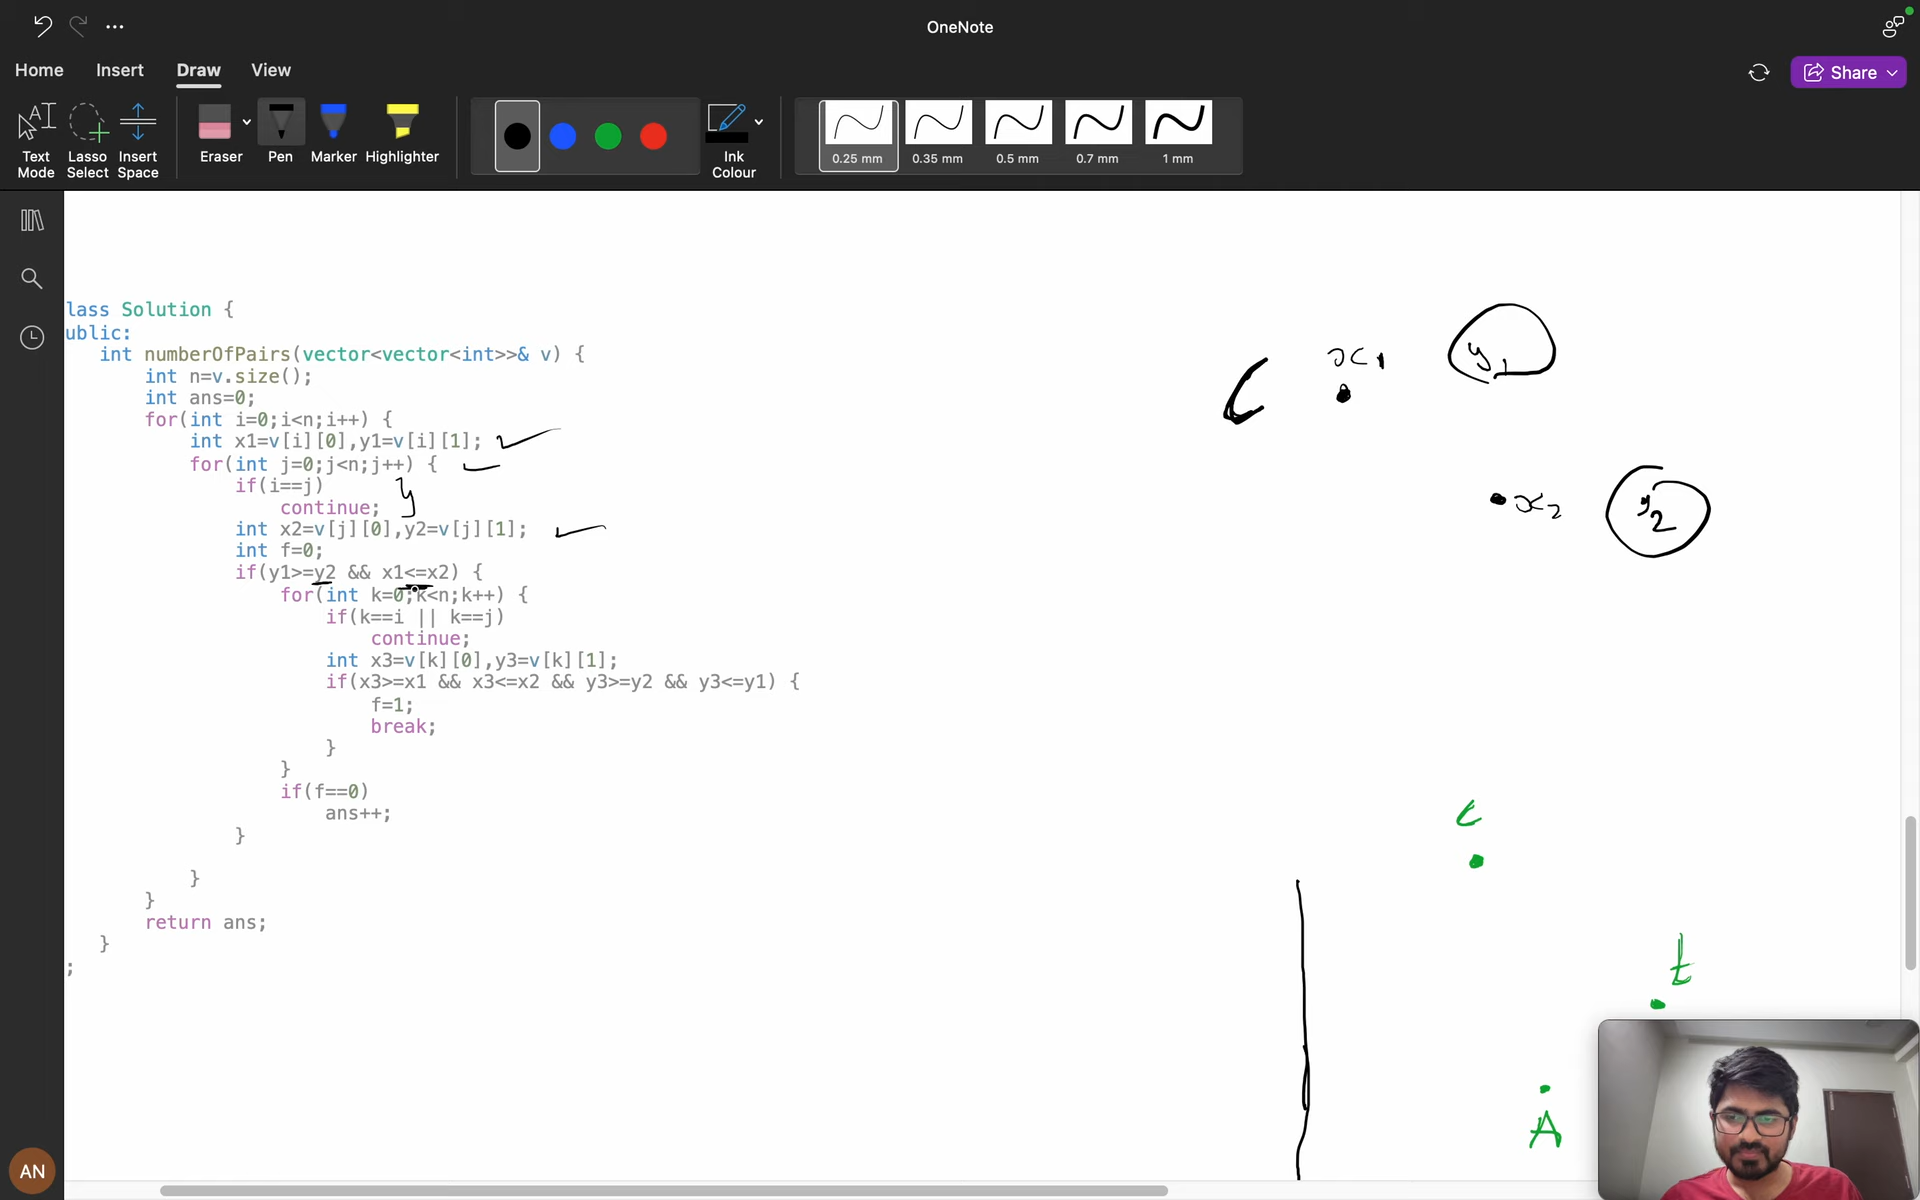 OneNote
Home Insert Draw View
Share
Text Mode
Lasso Select
Insert Space
Eraser
Pen
Marker
Highlighter
Ink Colour
0.25 mm
0.35 mm
0.5 mm
0.7 mm
1 mm
lass Solution {
ublic:
int numberOfPairs(vector<vector<int>>& v) {
int n=v.size();
int ans=0;
for(int i=0;i<n;i++) {
int x1=v[i][0],y1=v[i][1];
for(int j=0;j<n;j++) {
if(i==j)
continue;
int x2=v[j][0],y2=v[j][1];
int f=0;
if(y1>=y2 && x1<=x2) {
for(int k=0;k<n;k++) {
if(k==i || k==j)
continue;
int x3=v[k][0],y3=v[k][1];
if(x3>=x1 && x3<=x2 && y3>=y2 && y3<=y1) {
f=1;
break;
}
}
if(f==0)
ans++;
}
}
}
return ans;
}
;
x1 y1
x2 y2
t
A
AN